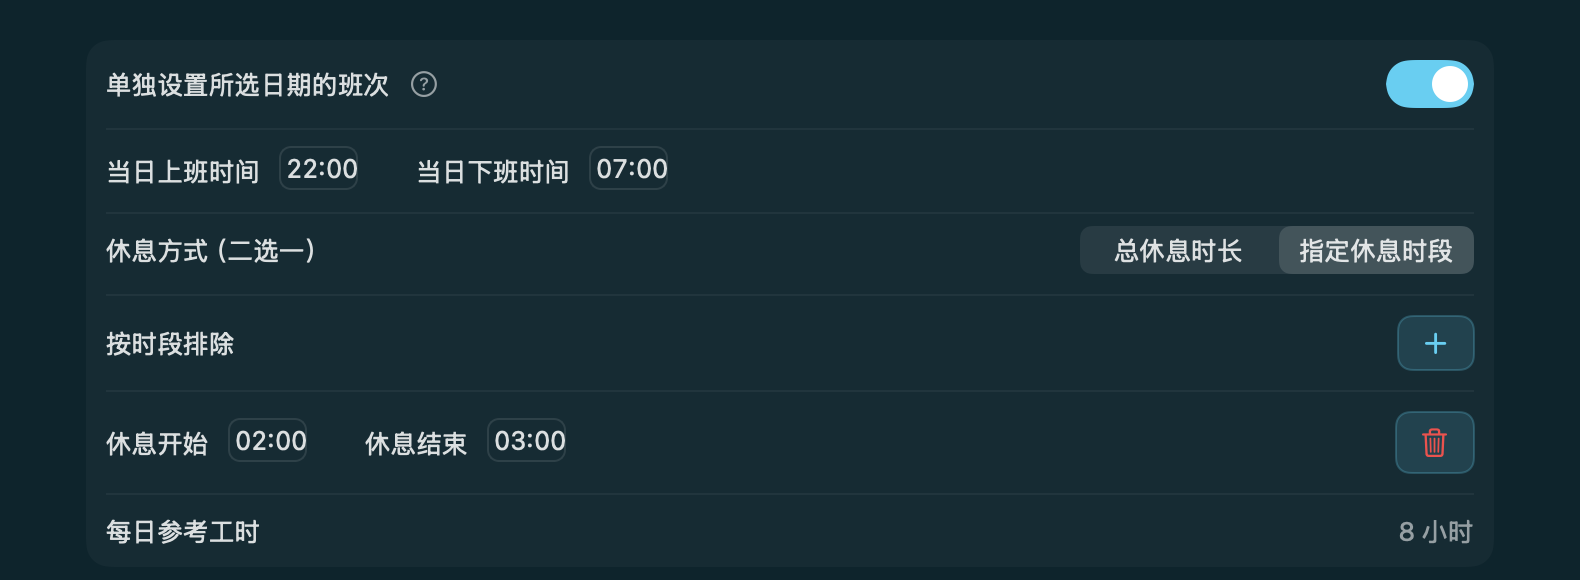 单独设置所选日期的班次 ?
当日上班时间 22:00 当日下班时间 07:00
休息方式 (二选一) 总休息时长 指定休息时段
按时段排除 +
休息开始 02:00 休息结束 03:00
每日参考工时 8 小时